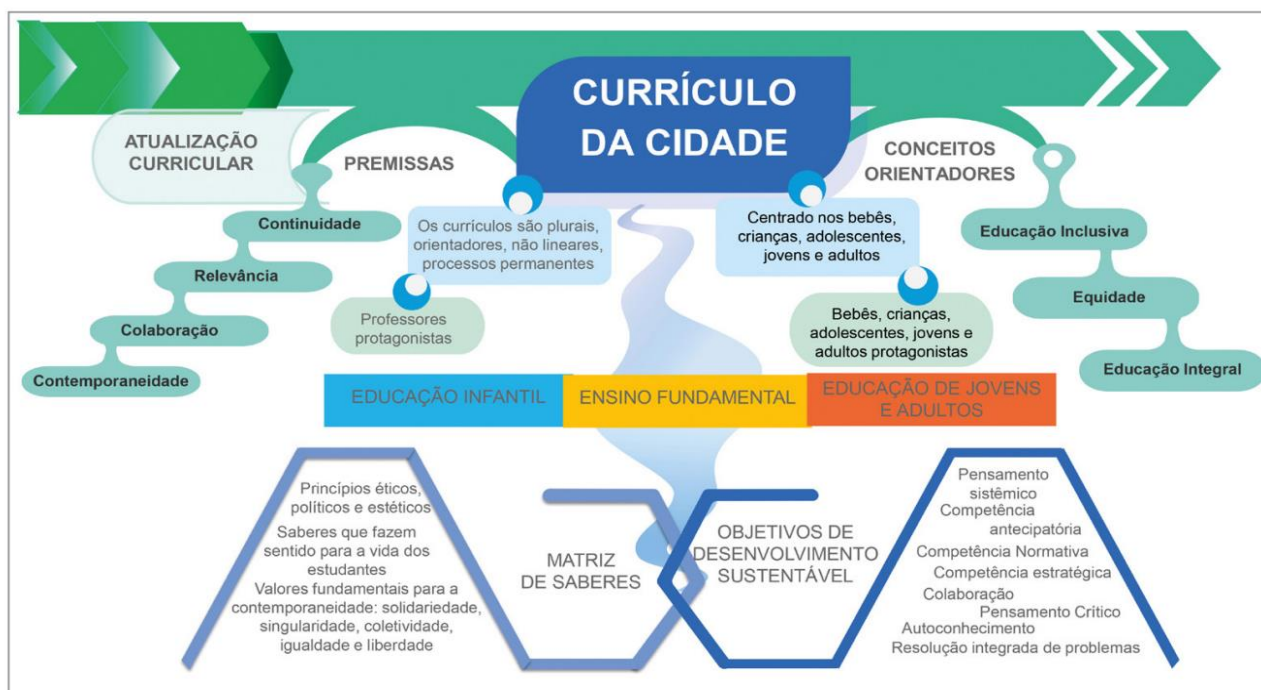 CURRÍCULO
DA CIDADE
ATUALIZAÇÃO
CURRICULAR
PREMISSAS
Continuidade
Relevância
Colaboração
Contemporaneidade
Os currículos são plurais,
orientadores, não lineares,
processos permanentes
Professores
protagonistas
CONCEITOS
ORIENTADORES
Centrado nos bebês,
crianças, adolescentes,
jovens e adultos
Bebês, crianças,
adolescentes, jovens e
adultos protagonistas
Educação Inclusiva
Equidade
Educação Integral
EDUCAÇÃO INFANTIL
ENSINO FUNDAMENTAL
EDUCAÇÃO DE JOVENS
E ADULTOS
Princípios éticos,
políticos e estéticos
Saberes que fazem
sentido para a vida dos
estudantes
Valores fundamentais para a
contemporaneidade: solidariedade,
singularidade, coletividade,
igualdade e liberdade
MATRIZ
DE SABERES
OBJETIVOS DE
DESENVOLVIMENTO
SUSTENTÁVEL
Pensamento
sistêmico
Competência
antecipatória
Competência Normativa
Competência estratégica
Colaboração
Pensamento Crítico
Autoconhecimento
Resolução integrada de problemas